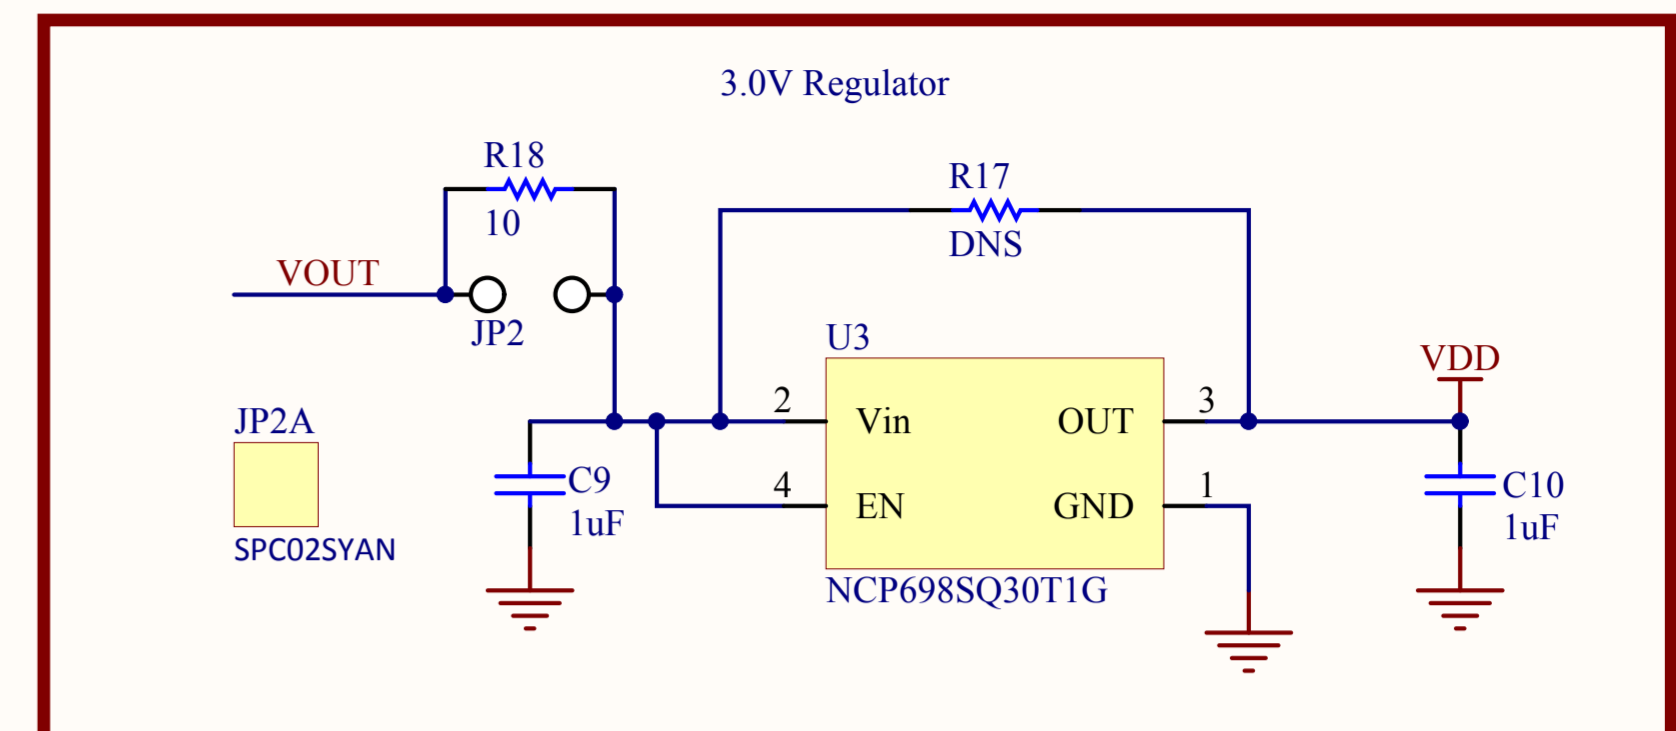 3.0V Regulator
R18
10
R17
DNS
VOUT
JP2
U3
VDD
JP2A
SPC02SYAN
2
Vin
OUT
3
4
EN
GND
1
C9
1uF
C10
1uF
NCP698SQ30T1G